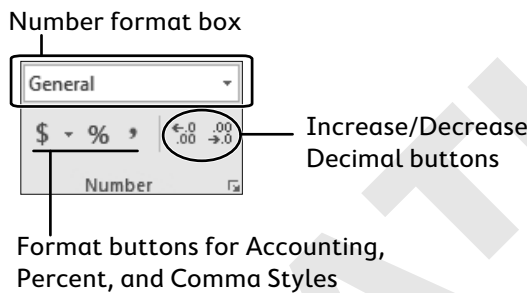 Number format box
General
$ % ,
←.0 .00
.00 →.0
Increase/Decrease
Decimal buttons
Number
Format buttons for Accounting,
Percent, and Comma Styles